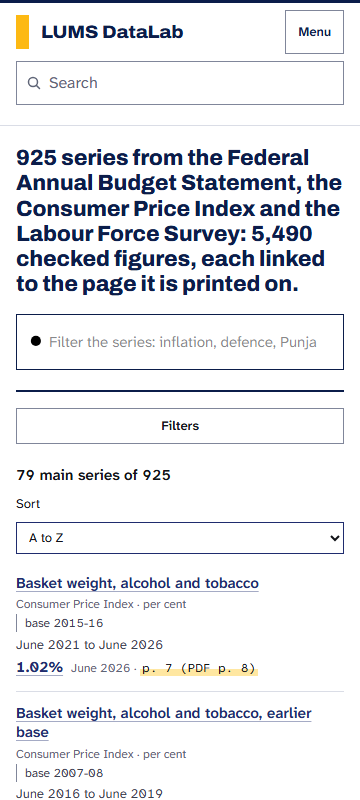 LUMS DataLab
Menu
Search
925 series from the Federal
Annual Budget Statement, the
Consumer Price Index and the
Labour Force Survey: 5,490
checked figures, each linked
to the page it is printed on.
Filter the series: inflation, defence, Punja
Filters
79 main series of 925
Sort
A to Z
Basket weight, alcohol and tobacco
Consumer Price Index · per cent
base 2015-16
June 2021 to June 2026
1.02% June 2026 · p. 7 (PDF p. 8)
Basket weight, alcohol and tobacco, earlier
base
Consumer Price Index · per cent
base 2007-08
June 2016 to June 2019